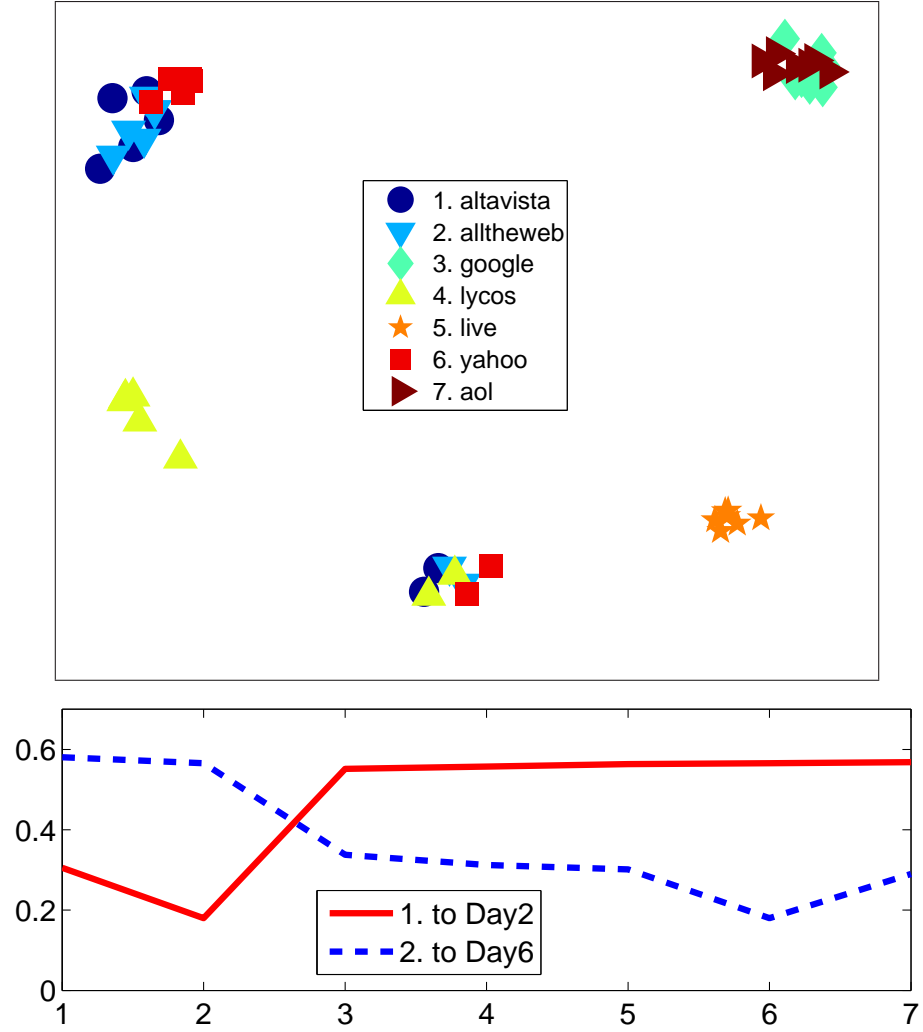 1. altavista
2. alltheweb
3. google
4. lycos
5. live
6. yahoo
7. aol
0.6
0.4
0.2
0
1. to Day2
2. to Day6
1 2 3 4 5 6 7